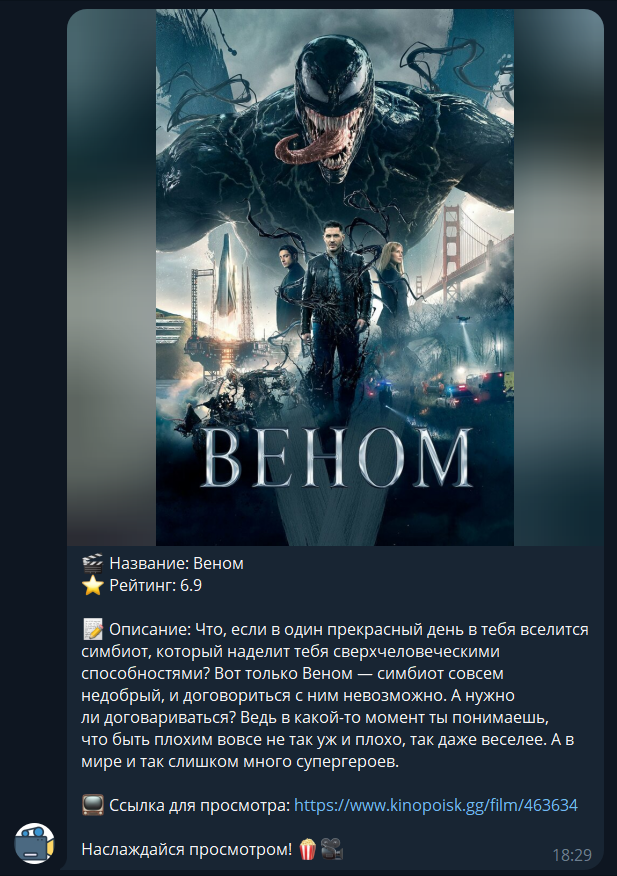 ВЕНОМ
🎬 Название: Веном
⭐ Рейтинг: 6.9
📝 Описание: Что, если в один прекрасный день в тебя вселится
симбиот, который наделит тебя сверхчеловеческими
способностями? Вот только Веном — симбиот совсем
недобрый, и договориться с ним невозможно. А нужно
ли договариваться? Ведь в какой-то момент ты понимаешь,
что быть плохим вовсе не так уж и плохо, так даже веселее. А в
мире и так слишком много супергероев.
📺 Ссылка для просмотра: https://www.kinopoisk.gg/film/463634
Наслаждайся просмотром! 🍿🎥
18:29